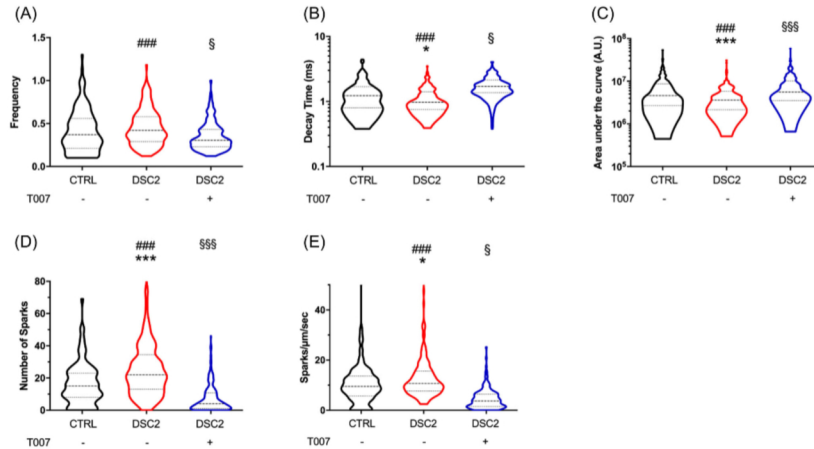 (A)
###
§
Frequency
1.5
1.0
0.5
0.0
CTRL DSC2 DSC2
T007 - - +
(B)
###
*
§
Decay Time (ms)
10
1
0.1
CTRL DSC2 DSC2
T007 - - +
(C)
###
***
§§§
Area under the curve (A.U.)
10⁸
10⁷
10⁶
10⁵
CTRL DSC2 DSC2
T007 - - +
(D)
###
***
§§§
Number of Sparks
80
60
40
20
0
CTRL DSC2 DSC2
T007 - - +
(E)
###
*
§
Sparks/µm/sec
40
20
0
CTRL DSC2 DSC2
T007 - - +